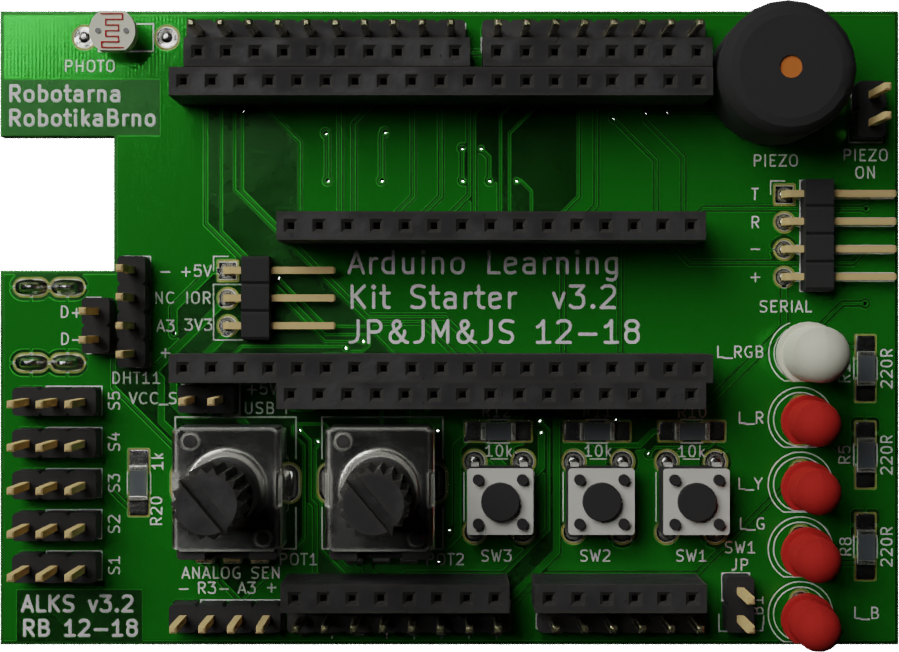 PHOTO
Robotarna
RobotikaBrno
PIEZO
PIEZO
ON
T
R
-
+
SERIAL
- +5V
NC IOR
A3 3V3
+
D+
D-
DHT11
Arduino Learning
Kit Starter v3.2
JP&JM&JS 12-18
VCC_S
+5V
USB
L_RGB
220R
L_R
R5
220R
L_Y
L_G
R8
220R
L_B
S5
S4
S3
S2
S1
1k
R20
10k
10k
10k
POT1
POT2
SW3
SW2
SW1
SW1
JP
ANALOG SEN
- R3- A3 +
ALKS v3.2
RB 12-18